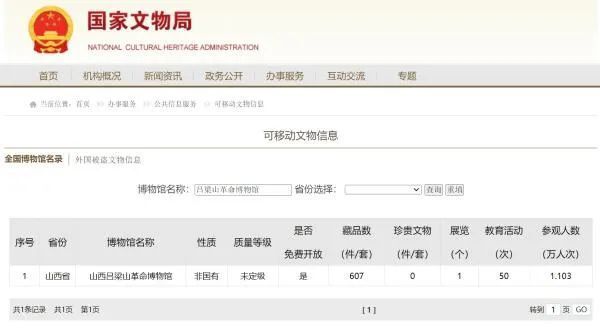 国家文物局
NATIONAL CULTURAL HERITAGE ADMINISTRATION
首页 机构概况 新闻资讯 政务公开 办事服务 互动交流 专题
当前位置：首页 >> 办事服务 >> 公共信息服务 >> 可移动文物信息
可移动文物信息
全国博物馆名录 | 外国被盗文物信息
博物馆名称： 吕梁山革命博物馆 省份选择： 查询 重填
序号 省份 博物馆名称 性质 质量等级 是否免费开放 藏品数（件/套） 珍贵文物（件/套） 展览（个） 教育活动（次） 参观人数（万人次）
1 山西省 山西吕梁山革命博物馆 非国有 未定级 是 607 0 1 50 1.103
共1条记录 共1页 第1页 [ 1 ] 转到 1 页 GO